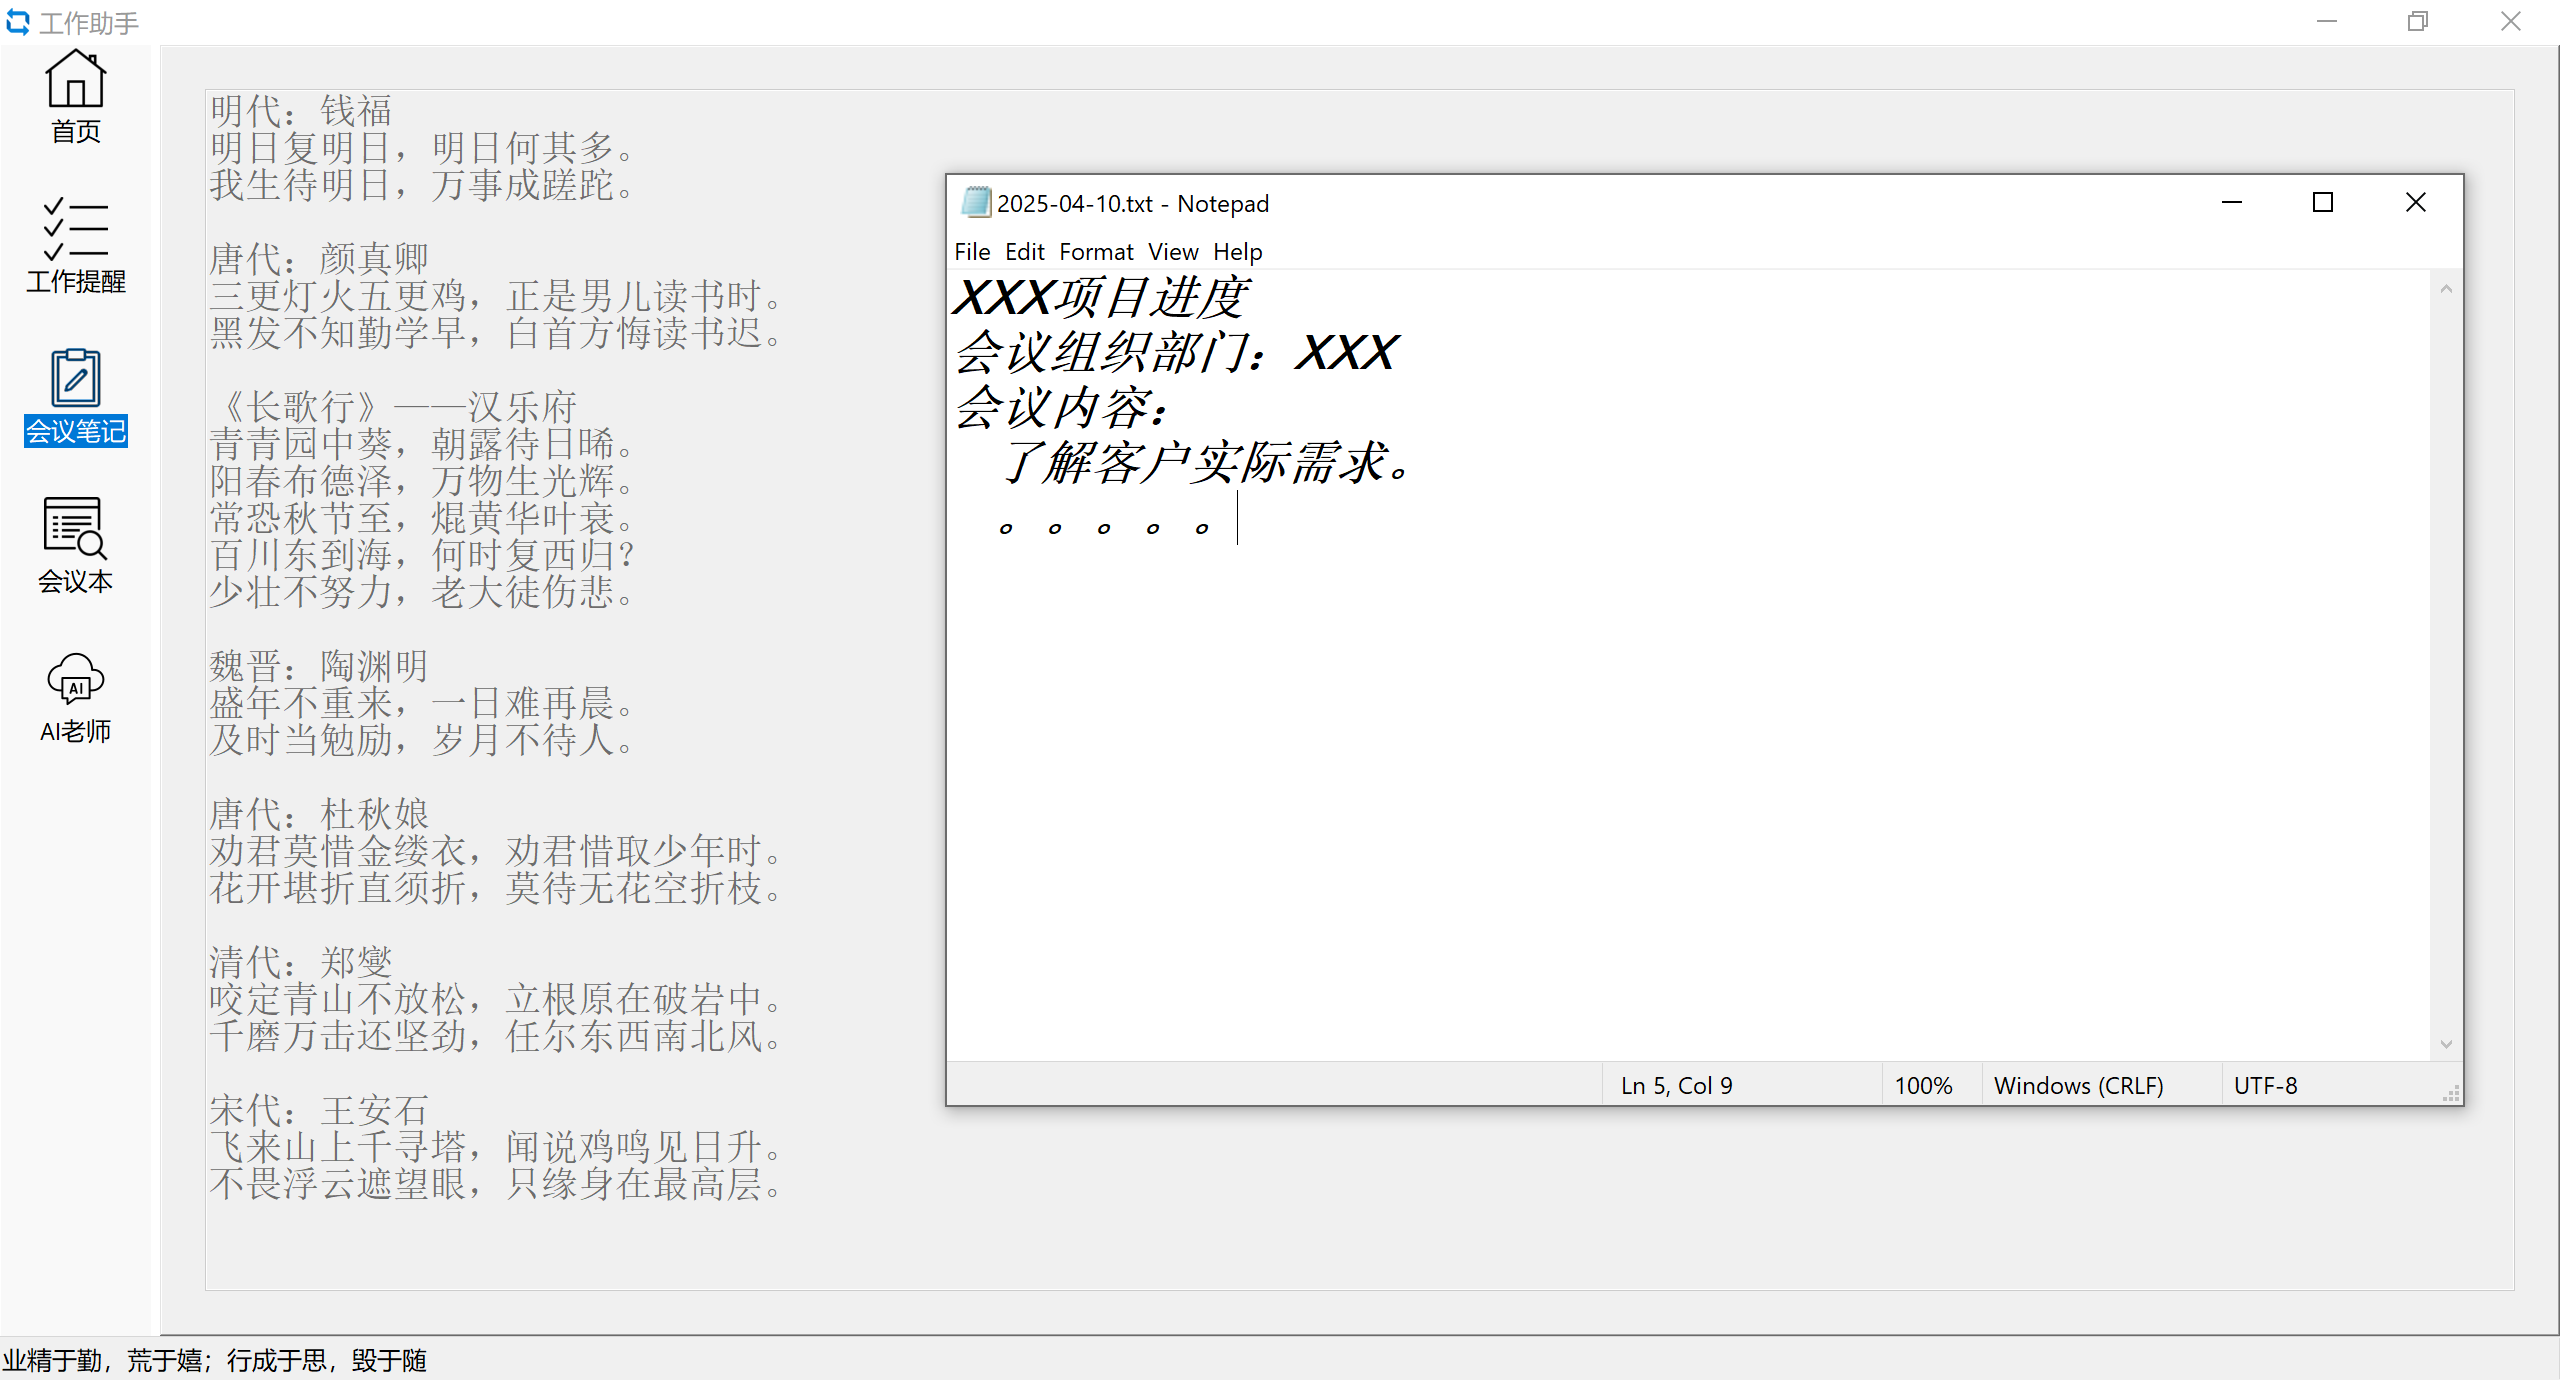 工作助手
首页
工作提醒
会议笔记
会议本
AI
AI老师
明代：钱福
明日复明日，明日何其多。
我生待明日，万事成蹉跎。
唐代：颜真卿
三更灯火五更鸡，正是男儿读书时。
黑发不知勤学早，白首方悔读书迟。
《长歌行》——汉乐府
青青园中葵，朝露待日晞。
阳春布德泽，万物生光辉。
常恐秋节至，焜黄华叶衰。
百川东到海，何时复西归？
少壮不努力，老大徒伤悲。
魏晋：陶渊明
盛年不重来，一日难再晨。
及时当勉励，岁月不待人。
唐代：杜秋娘
劝君莫惜金缕衣，劝君惜取少年时。
花开堪折直须折，莫待无花空折枝。
清代：郑燮
咬定青山不放松，立根原在破岩中。
千磨万击还坚劲，任尔东西南北风。
宋代：王安石
飞来山上千寻塔，闻说鸡鸣见日升。
不畏浮云遮望眼，只缘身在最高层。
2025-04-10.txt - Notepad
File Edit Format View Help
XXX项目进度
会议组织部门：XXX
会议内容：
了解客户实际需求。
。。。。。
Ln 5, Col 9 100% Windows (CRLF) UTF-8
业精于勤，荒于嬉；行成于思，毁于随